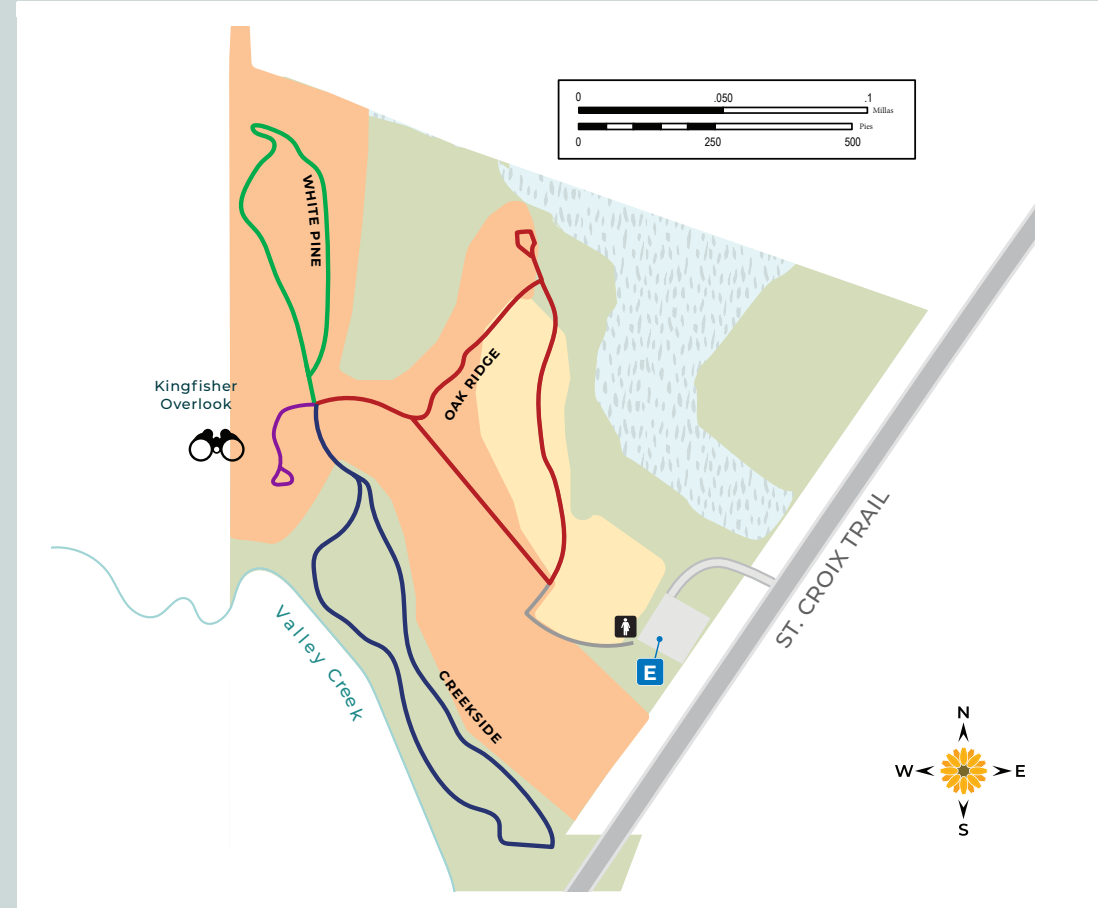 0 .050 .1
Millas
Pies
0 250 500
WHITE PINE
OAK RIDGE
Kingfisher
Overlook
ST. CROIX TRAIL
Valley Creek
E
CREEKSIDE
N
W E
S